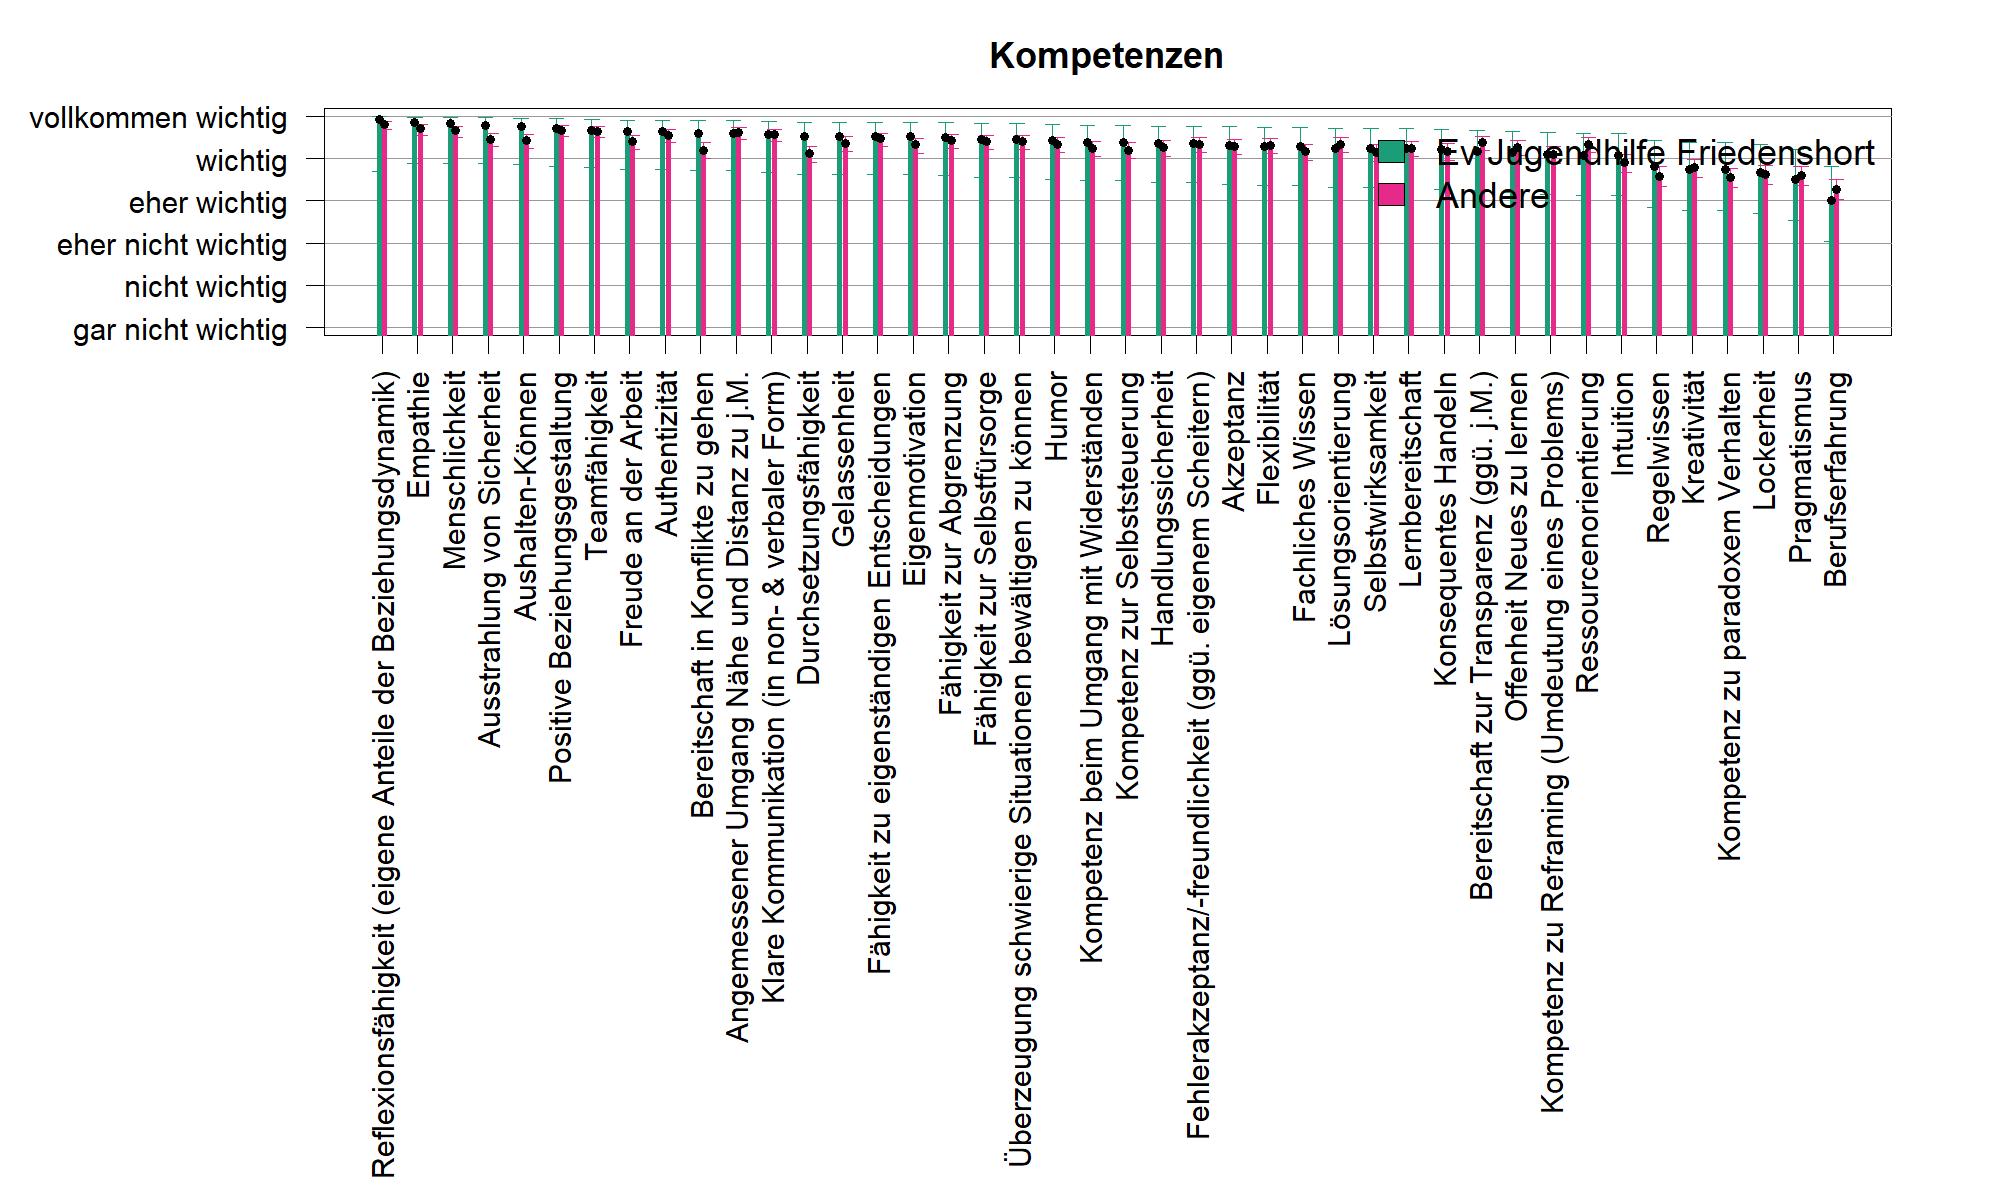 Kompetenzen
vollkommen wichtig
wichtig
eher wichtig
eher nicht wichtig
nicht wichtig
gar nicht wichtig
Ev Jugendhilfe Friedenshort
Andere
Reflexionsfähigkeit (eigene Anteile der Beziehungsdynamik)
Empathie
Menschlichkeit
Ausstrahlung von Sicherheit
Aushalten-Können
Positive Beziehungsgestaltung
Teamfähigkeit
Freude an der Arbeit
Authentizität
Bereitschaft in Konflikte zu gehen
Angemessener Umgang Nähe und Distanz zu j.M.
Klare Kommunikation (in non- & verbaler Form)
Durchsetzungsfähigkeit
Gelassenheit
Fähigkeit zu eigenständigen Entscheidungen
Eigenmotivation
Fähigkeit zur Abgrenzung
Fähigkeit zur Selbstfürsorge
Überzeugung schwierige Situationen bewältigen zu können
Humor
Kompetenz beim Umgang mit Widerständen
Kompetenz zur Selbststeuerung
Handlungssicherheit
Fehlerakzeptanz/-freundlichkeit (ggü. eigenem Scheitern)
Akzeptanz
Flexibilität
Fachliches Wissen
Lösungsorientierung
Selbstwirksamkeit
Lernbereitschaft
Konsequentes Handeln
Bereitschaft zur Transparenz (ggü. j.M.)
Offenheit Neues zu lernen
Kompetenz zu Reframing (Umdeutung eines Problems)
Ressourcenorientierung
Intuition
Regelwissen
Kreativität
Kompetenz zu paradoxem Verhalten
Lockerheit
Pragmatismus
Berufserfahrung